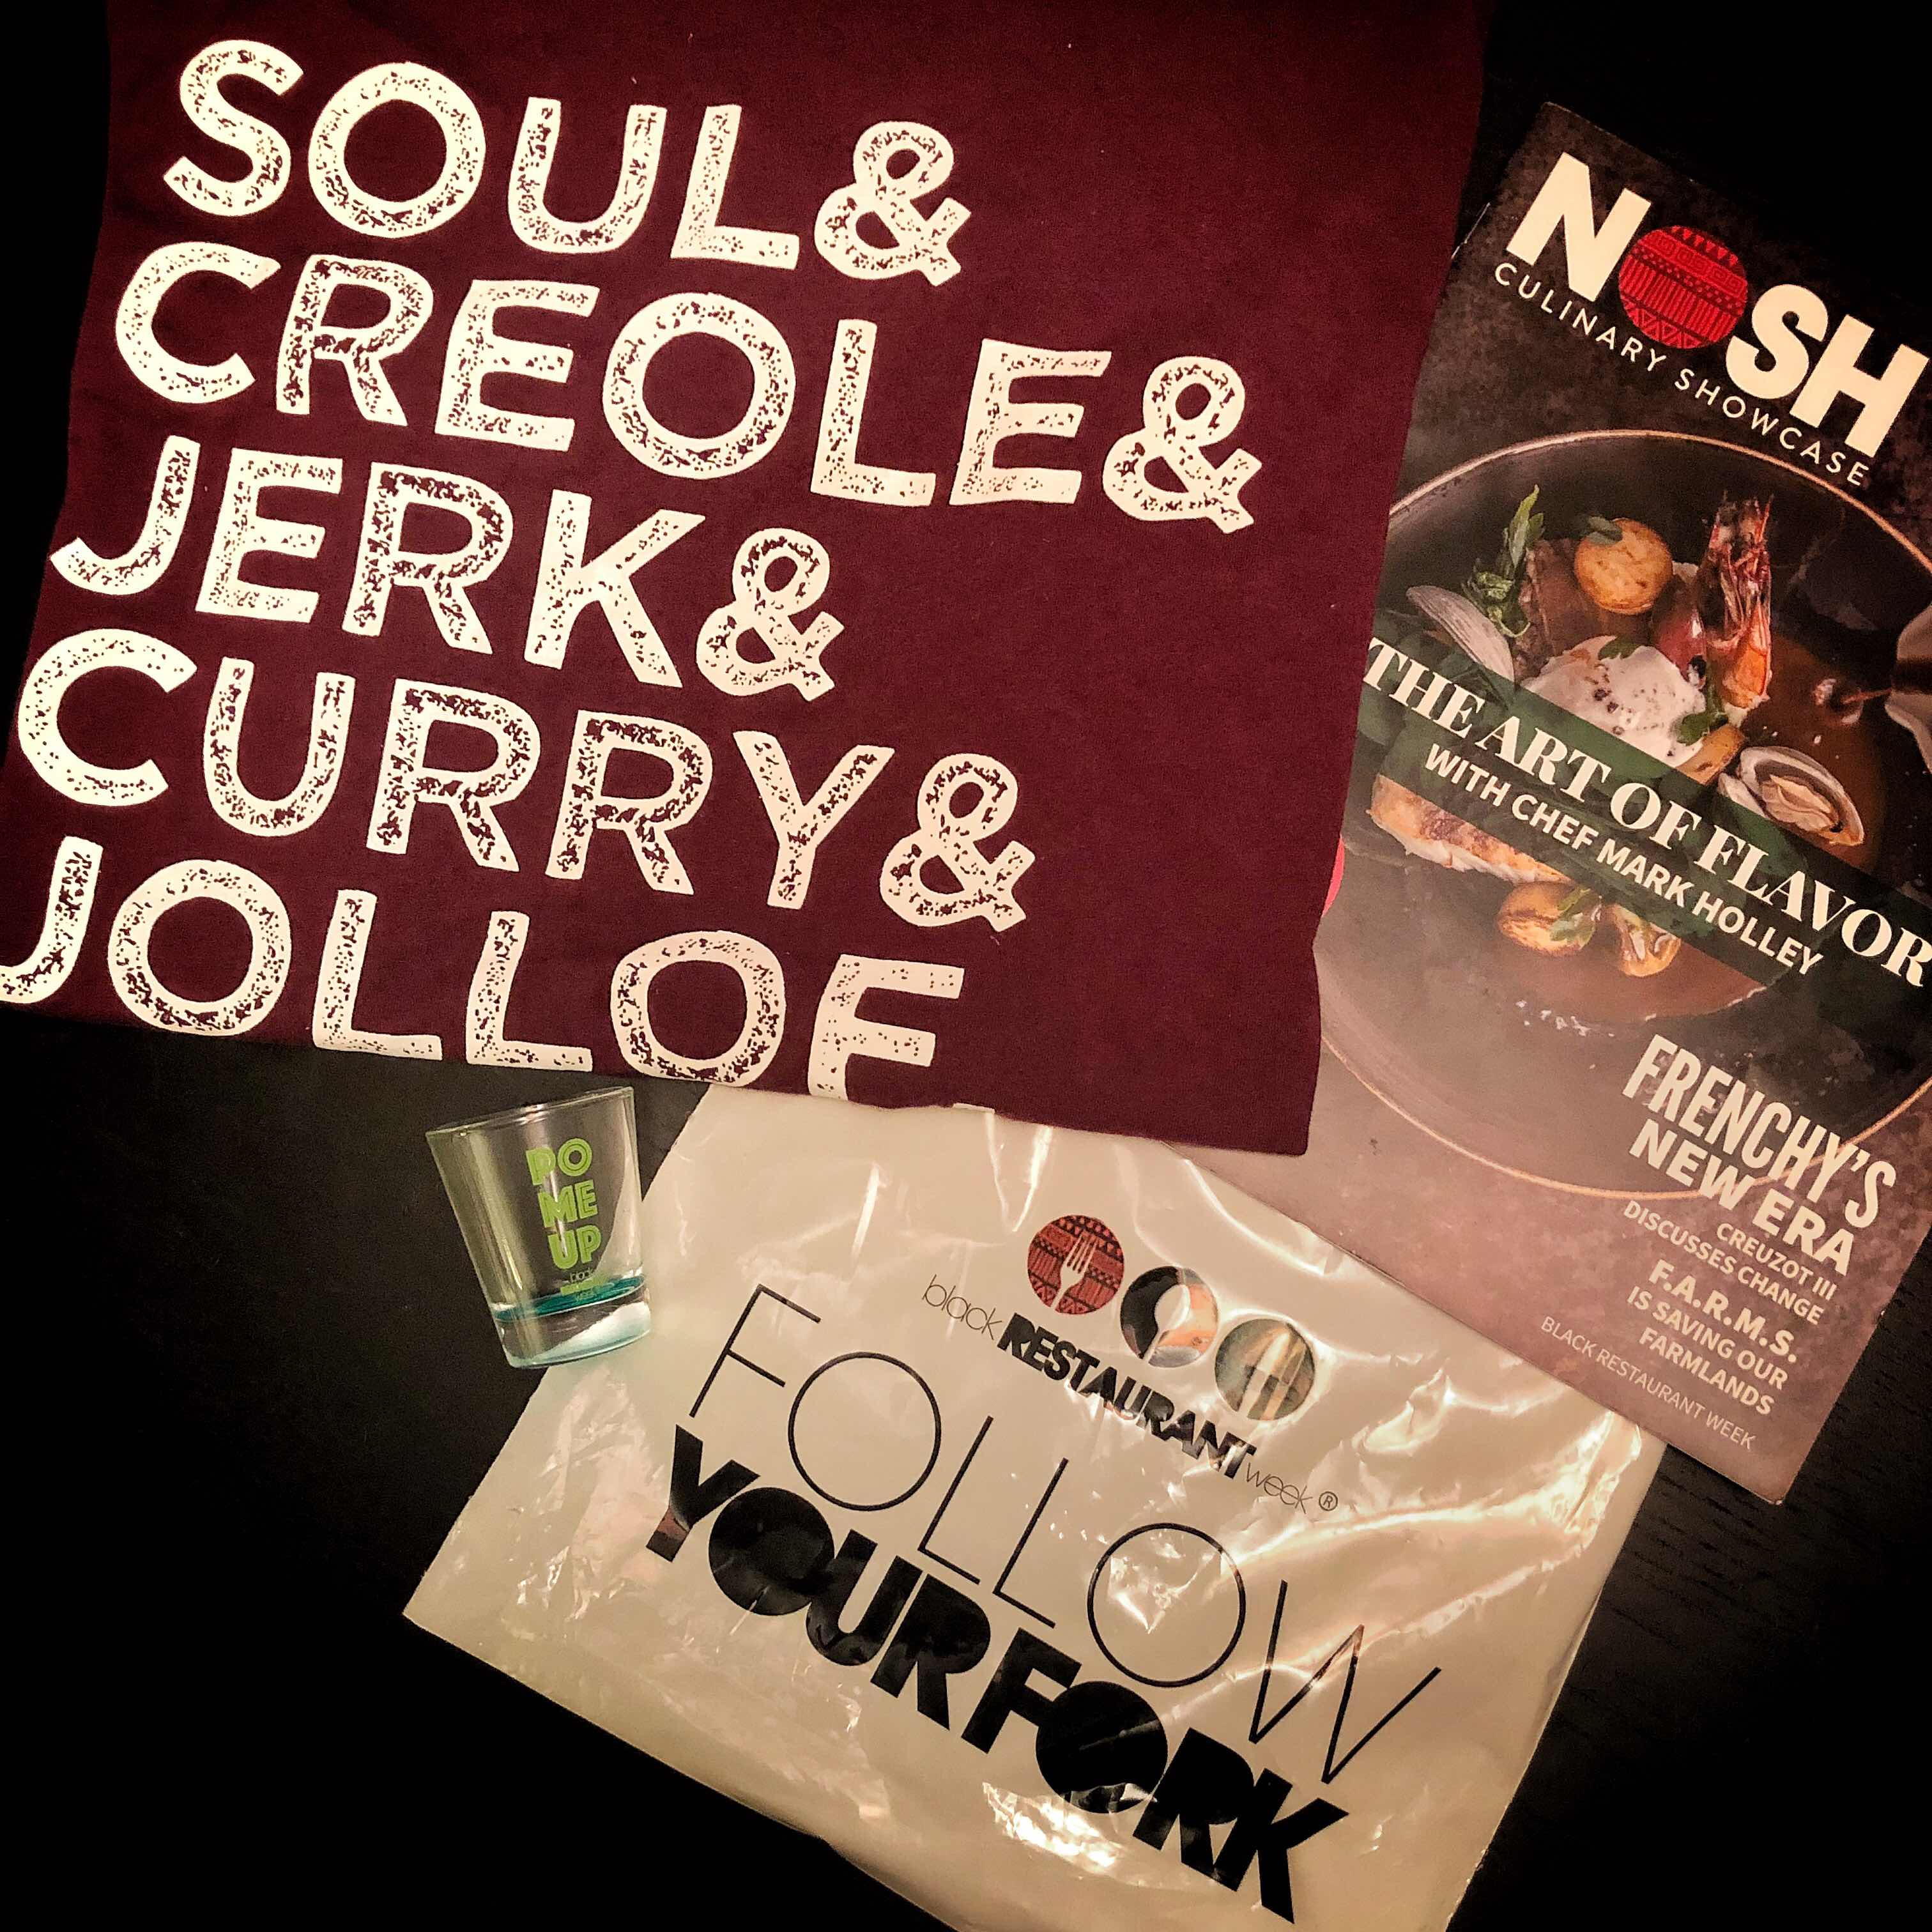 SOUL&
CREOLE&
JERK&
CURRY&
JOLLOF
NOSH
CULINARY SHOWCASE
THE ART OF FLAVOR
WITH CHEF MARK HOLLEY
FRENCHY'S
NEW ERA
CREUZOT III
DISCUSSES CHANGE
F.A.R.M.S.
IS SAVING OUR
FARMLANDS
BLACK RESTAURANT WEEK
PO
ME
UP
black
week
black RESTAURANT week ®
FOLLOW
YOUR FORK